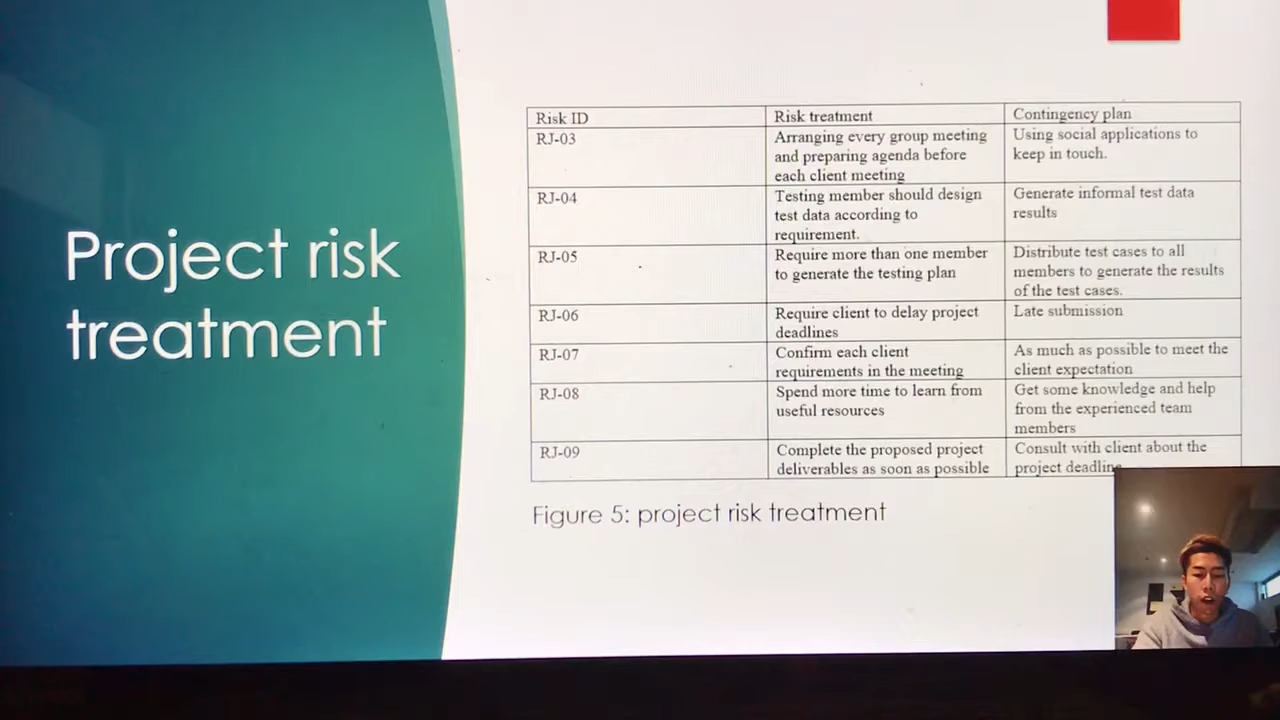 Project risk
treatment
Risk ID
Risk treatment
Contingency plan
RJ-03
Arranging every group meeting
and preparing agenda before
each client meeting
Using social applications to
keep in touch.
RJ-04
Testing member should design
test data according to
requirement.
Generate informal test data
results
RJ-05
Require more than one member
to generate the testing plan
Distribute test cases to all
members to generate the results
of the test cases.
RJ-06
Require client to delay project
deadlines
Late submission
RJ-07
Confirm each client
requirements in the meeting
As much as possible to meet the
client expectation
RJ-08
Spend more time to learn from
useful resources
Get some knowledge and help
from the experienced team
members
RJ-09
Complete the proposed project
deliverables as soon as possible
Consult with client about the
project deadline
Figure 5: project risk treatment